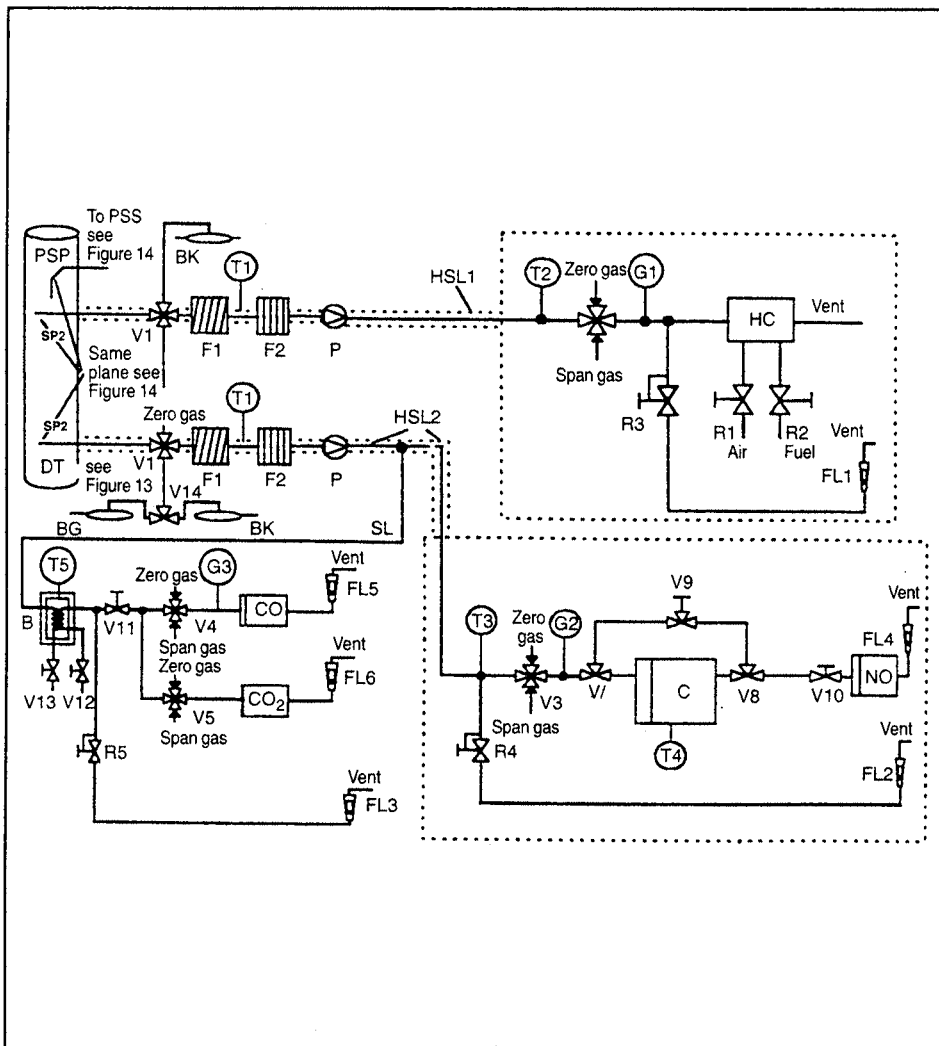 To PSS
see
Figure 14
PSP
BK
T1
HSL1
T2
Zero gas
G1
HC
Vent
SP2
V1
F1
F2
P
Span gas
Same
plane see
Figure 14
R3
R1
Air
R2
Fuel
Vent
FL1
SP2
Zero gas
T1
HSL2
DT
see
Figure 13
V1
F1
F2
P
V14
BG
BK
SL
T5
B
V11
Zero gas
V4
Span gas
G3
CO
Vent
FL5
V13
V12
Zero gas
V5
Span gas
CO2
Vent
FL6
R5
Vent
FL3
T3
Zero
gas
G2
V9
V3
Span gas
V/
C
V8
V10
NO
Vent
FL4
R4
T4
Vent
FL2